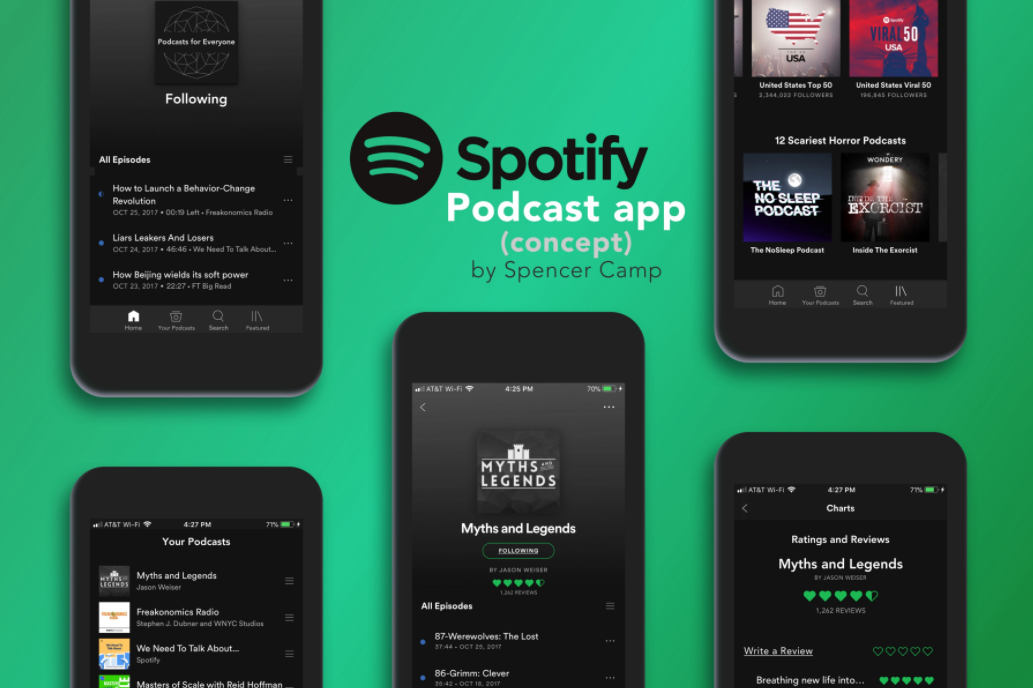 Podcasts for Everyone
Following
All Episodes
How to Launch a Behavior-Change
Revolution
OCT 25, 2017 • 00:19 Left • Freakonomics Radio
Liars Leakers And Losers
OCT 24, 2017 • 46:46 • We Need To Talk About...
How Beijing wields its soft power
OCT 23, 2017 • 22:27 • FT Big Read
Home
Your Podcasts
Search
Featured
Spotify
Podcast app
(concept)
by Spencer Camp
USA
Spotify
VIRAL 50
USA
United States Top 50
2,344,022 FOLLOWERS
United States Viral 50
196,845 FOLLOWERS
12 Scariest Horror Podcasts
THE
NO SLEEP
PODCAST
The NoSleep Podcast
WONDERY
INSIDE THE
EXORCIST
Inside The Exorcist
Home
Your Podcasts
Search
Featured
AT&T Wi-Fi 4:27 PM 71%
Your Podcasts
MYTHS AND
LEGENDS
Myths and Legends
Jason Weiser
Freakonomics Radio
Stephen J. Dubner and WNYC Studios
We Need To Talk About...
Spotify
Masters of Scale with Reid Hoffman ...
AT&T Wi-Fi 4:25 PM 70%
MYTHS AND
LEGENDS
Myths and Legends
FOLLOWING
BY JASON WEISER
1,262 REVIEWS
All Episodes
87-Werewolves: The Lost
37:44 • OCT 25, 2017
86-Grimm: Clever
35:42 • OCT 18, 2017
AT&T Wi-Fi 4:27 PM 71%
Charts
Ratings and Reviews
Myths and Legends
BY JASON WEISER
1,262 REVIEWS
Write a Review
Breathing new life into...